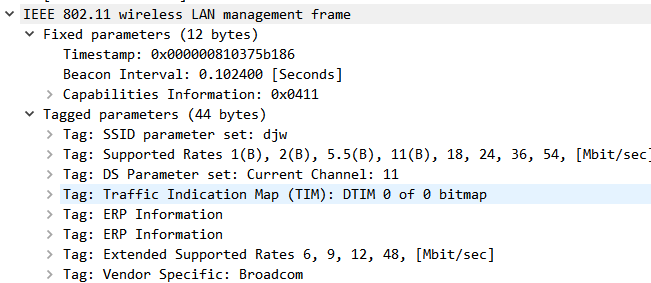 IEEE 802.11 wireless LAN management frame
Fixed parameters (12 bytes)
Timestamp: 0x000000810375b186
Beacon Interval: 0.102400 [Seconds]
Capabilities Information: 0x0411
Tagged parameters (44 bytes)
Tag: SSID parameter set: djw
Tag: Supported Rates 1(B), 2(B), 5.5(B), 11(B), 18, 24, 36, 54, [Mbit/sec]
Tag: DS Parameter set: Current Channel: 11
Tag: Traffic Indication Map (TIM): DTIM 0 of 0 bitmap
Tag: ERP Information
Tag: ERP Information
Tag: Extended Supported Rates 6, 9, 12, 48, [Mbit/sec]
Tag: Vendor Specific: Broadcom